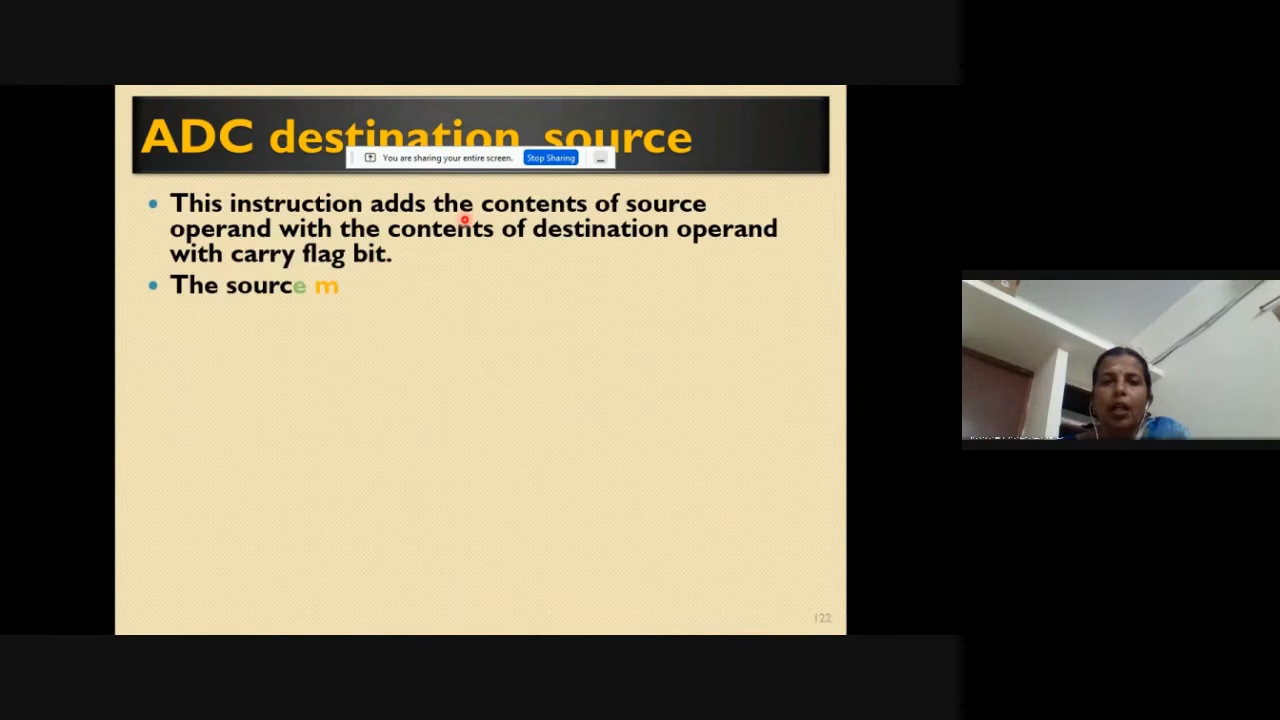 ADC destination, source
You are sharing your entire screen.
Stop Sharing
This instruction adds the contents of source
operand with the contents of destination operand
with carry flag bit.
The source m
122